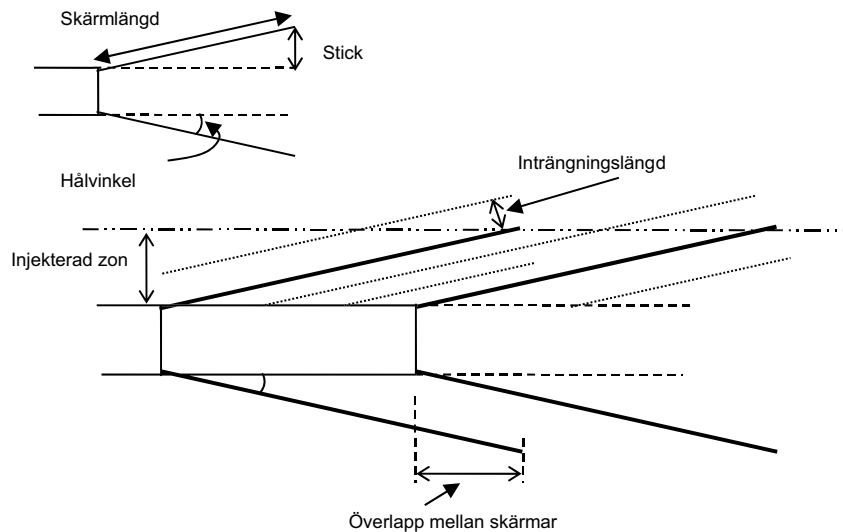 Skärmlängd
Stick
Hålvinkel
Inträngningslängd
Injekterad zon
Överlapp mellan skärmar